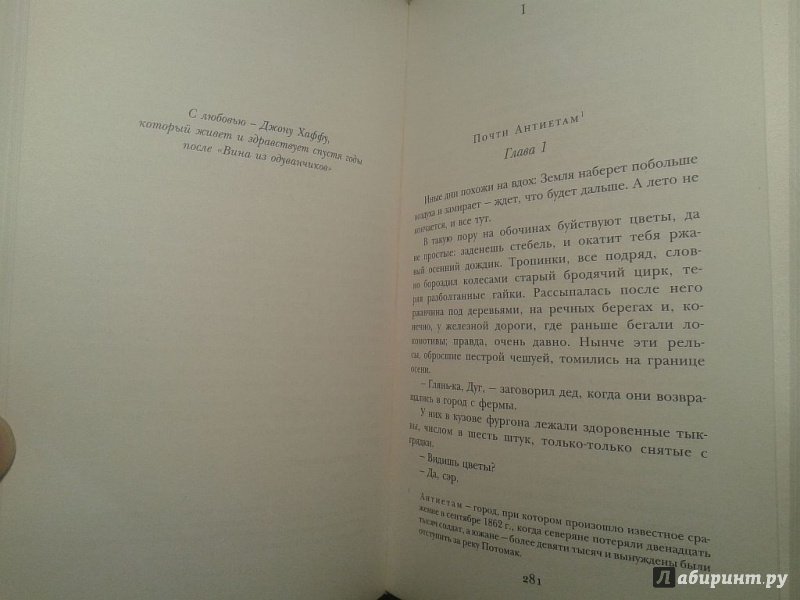 С любовью – Джону Хаффу,
который живет и здравствует спустя годы
после «Вина из одуванчиков»
I
Почти Антиетам¹
Глава 1
Иные дни похожи на вдох: Земля наберет побольше
воздуха и замирает – ждет, что будет дальше. А лето не
кончается, и все тут.
В такую пору на обочинах буйствуют цветы, да
не простые: заденешь стебель, и окатит тебя ржа-
вый осенний дождик. Тропинки, все подряд, слов-
но бороздил колесами старый бродячий цирк, те-
ряя разболтанные гайки. Рассыпалась после него
ржавчина под деревьями, на речных берегах и, ко-
нечно, у железной дороги, где раньше бегали ло-
комотивы; правда, очень давно. Нынче эти рель-
сы, обросшие пестрой чешуей, томились на границе
осени.
– Глянь-ка, Дуг, – заговорил дед, когда они возвра-
щались в город с фермы.
У них в кузове фургона лежали здоровенные тык-
вы, числом в шесть штук, только-только снятые с
грядки.
– Видишь цветы?
– Да, сэр.
¹ Антиетам – город, при котором произошло известное сра-
жение в сентябре 1862 г., когда северяне потеряли двенадцать
тысяч солдат, а южане – более девяти тысяч и вынуждены были
отступить за реку Потомак.
281
Лабиринт.ру